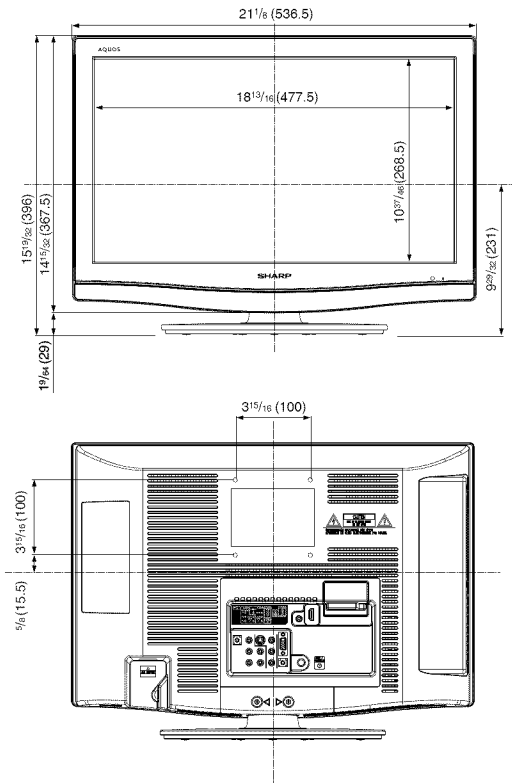 21 1/8 (536.5)
AQUOS
18 13/16 (477.5)
10 37/46 (268.5)
15 19/32 (396)
14 15/32 (367.5)
9 29/32 (231)
SHARP
1 9/64 (29)
3 15/16 (100)
3 15/16 (100)
5/8 (15.5)